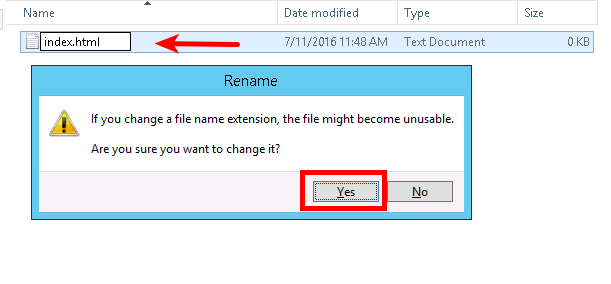 Name Date modified Type Size
index.html 7/11/2016 11:48 AM Text Document 0 KB
Rename
If you change a file name extension, the file might become unusable.
Are you sure you want to change it?
Yes No